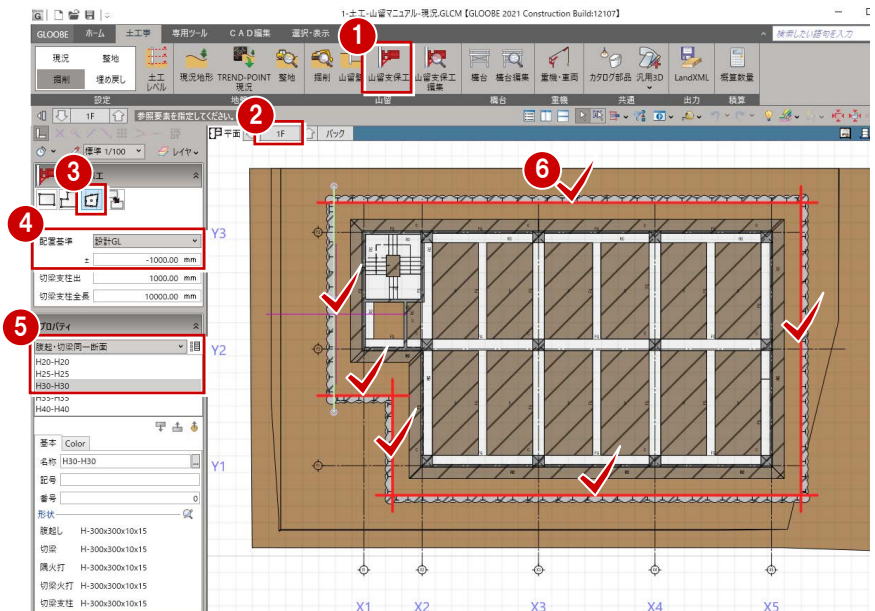 1-土工-山留マニュアル-現況.GLCM【GLOOBE 2021 Construction Build:12107】
GLOOBE ホーム 土工事 専用ツール ＣＡＤ編集 選択・表示 検索したい語句を入力
1
現況 整地
掘削 埋め戻し
土工レベル 現況地形 TREND-POINT現況 整地 掘削 山留支保工 山留支保工編集 構台 構台編集 重機・車両 カタログ部品 汎用3D LandXML 概算数量
設定 山留 構台 重機 共通 出力 積算
1F 参照要素を指定してください。
2
平面 1F バック
標準 1/100 レイヤ
3
工
4
配置基準 設計GL
± -1000.00 mm
切梁支柱出 1000.00 mm
切梁支柱全長 10000.00 mm
5
プロパティ
腹起・切梁同一断面
H20-H20
H25-H25
H30-H30
H35-H35
H40-H40
基本 Color
名称 H30-H30 ...
記号
番号 0
形状
腹起し H-300x300x10x15
切梁 H-300x300x10x15
隅火打 H-300x300x10x15
切梁火打 H-300x300x10x15
切梁支柱 H-300x300x10x15
6
Y3
Y2
Y1
X1 X2 X3 X4 X5